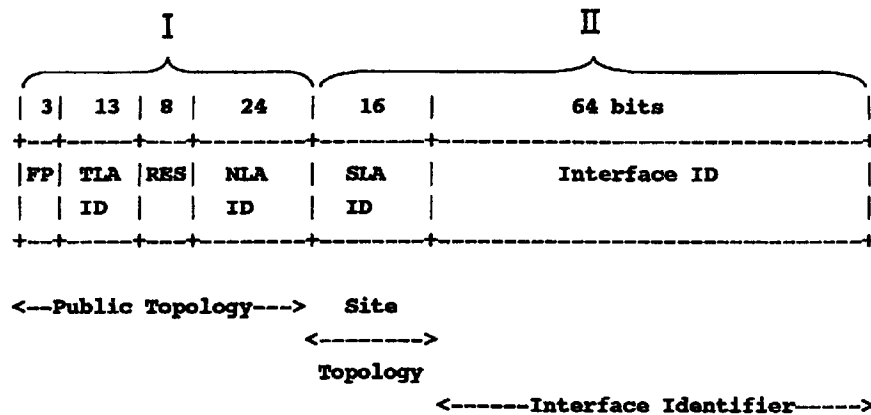 I II
| 3| 13 | 8 | 24 | 16 | 64 bits |
+--+-----+---+--------+--------+--------------------------------+
|FP| TLA |RES| NLA | SLA | Interface ID |
| | ID | | ID | ID | |
+--+-----+---+--------+--------+--------------------------------+
<--Public Topology---> Site
<-------->
Topology
<------Interface Identifier----->